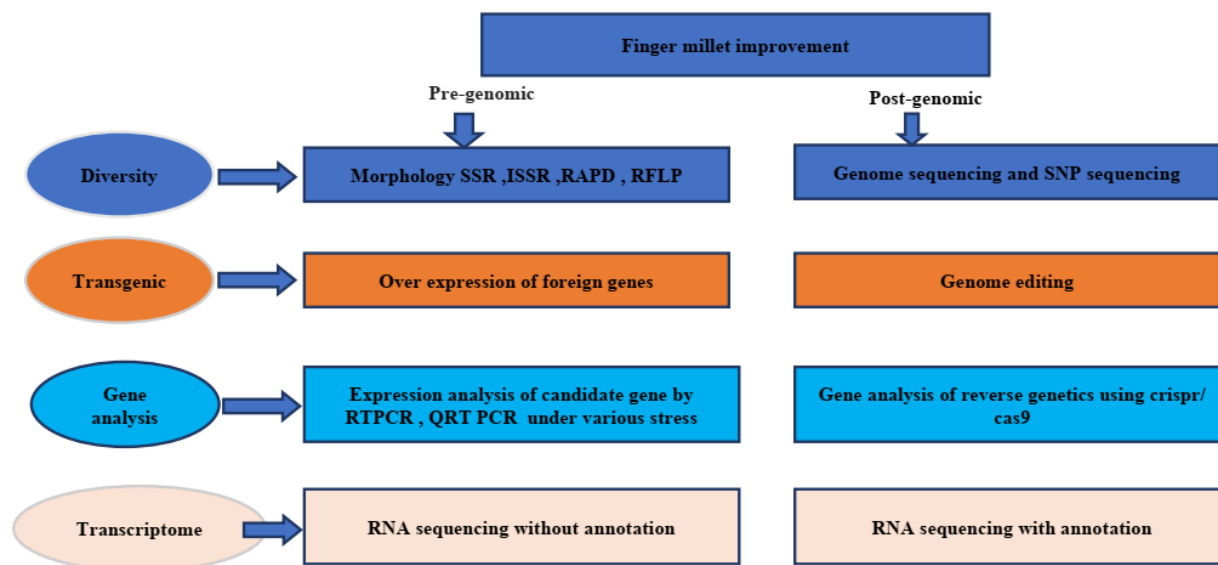 Finger millet improvement
Pre-genomic
Post-genomic
Diversity
Morphology SSR ,ISSR ,RAPD , RFLP
Genome sequencing and SNP sequencing
Transgenic
Over expression of foreign genes
Genome editing
Gene
analysis
Expression analysis of candidate gene by
RTPCR , QRT PCR under various stress
Gene analysis of reverse genetics using crispr/
cas9
Transcriptome
RNA sequencing without annotation
RNA sequencing with annotation